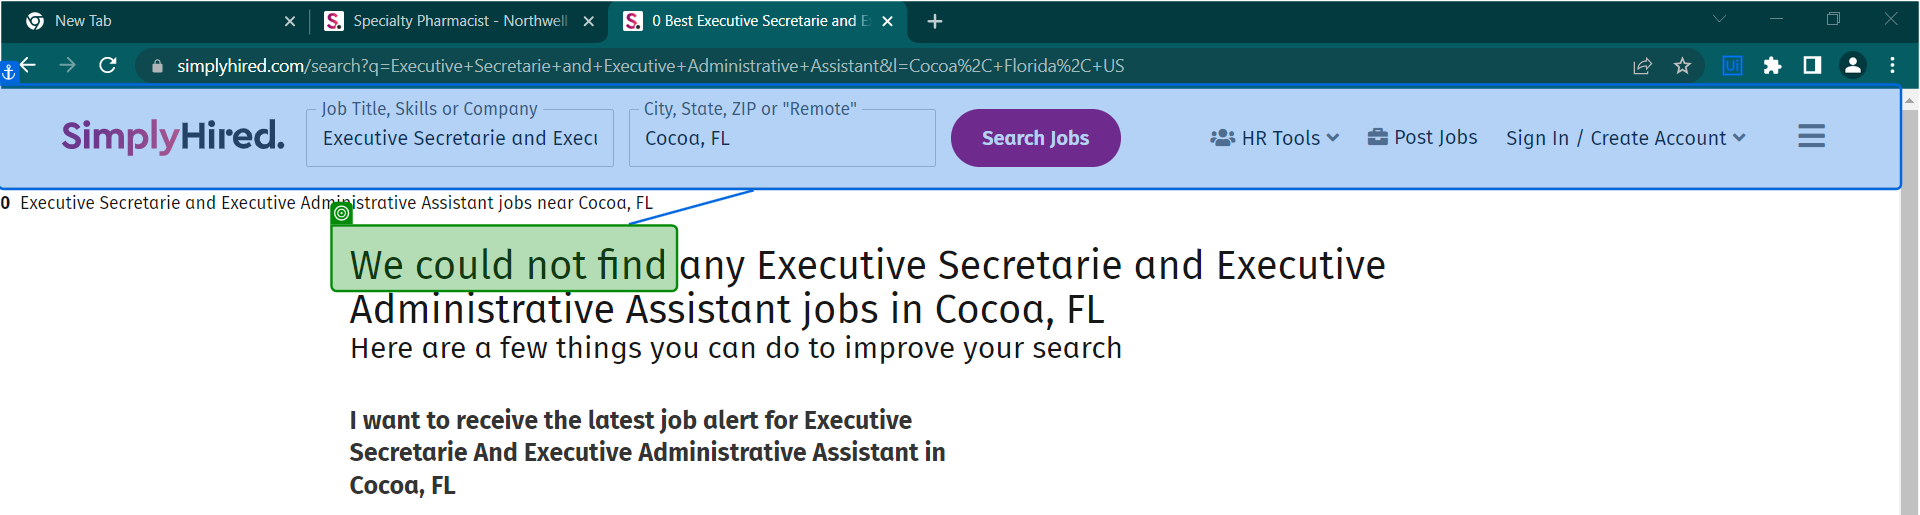 New Tab
Specialty Pharmacist - Northwell
0 Best Executive Secretarie and E
simplyhired.com/search?q=Executive+Secretarie+and+Executive+Administrative+Assistant&l=Cocoa%2C+Florida%2C+US
Ui
Job Title, Skills or Company
City, State, ZIP or "Remote"
SimplyHired.
Executive Secretarie and Execu
Cocoa, FL
Search Jobs
HR Tools
Post Jobs
Sign In / Create Account
0 Executive Secretarie and Executive Administrative Assistant jobs near Cocoa, FL
We could not find any Executive Secretarie and Executive
Administrative Assistant jobs in Cocoa, FL
Here are a few things you can do to improve your search
I want to receive the latest job alert for Executive
Secretarie And Executive Administrative Assistant in
Cocoa, FL